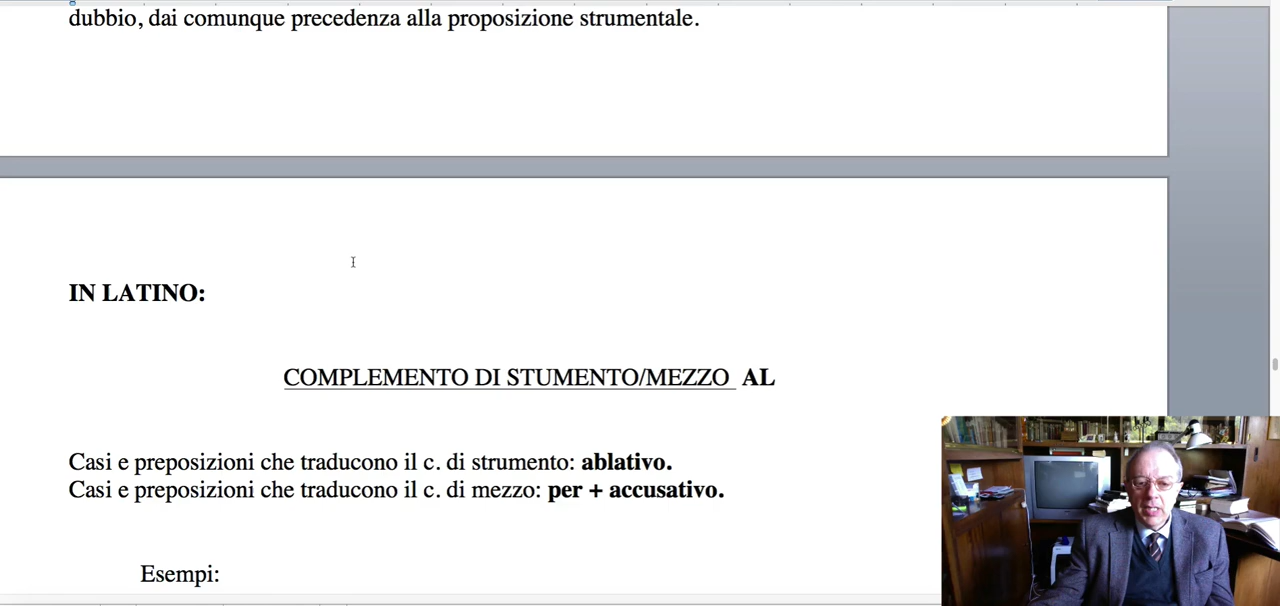 dubbio, dai comunque precedenza alla proposizione strumentale.
IN LATINO:
COMPLEMENTO DI STUMENTO/MEZZO AL
Casi e preposizioni che traducono il c. di strumento: ablativo.
Casi e preposizioni che traducono il c. di mezzo: per + accusativo.
Esempi: